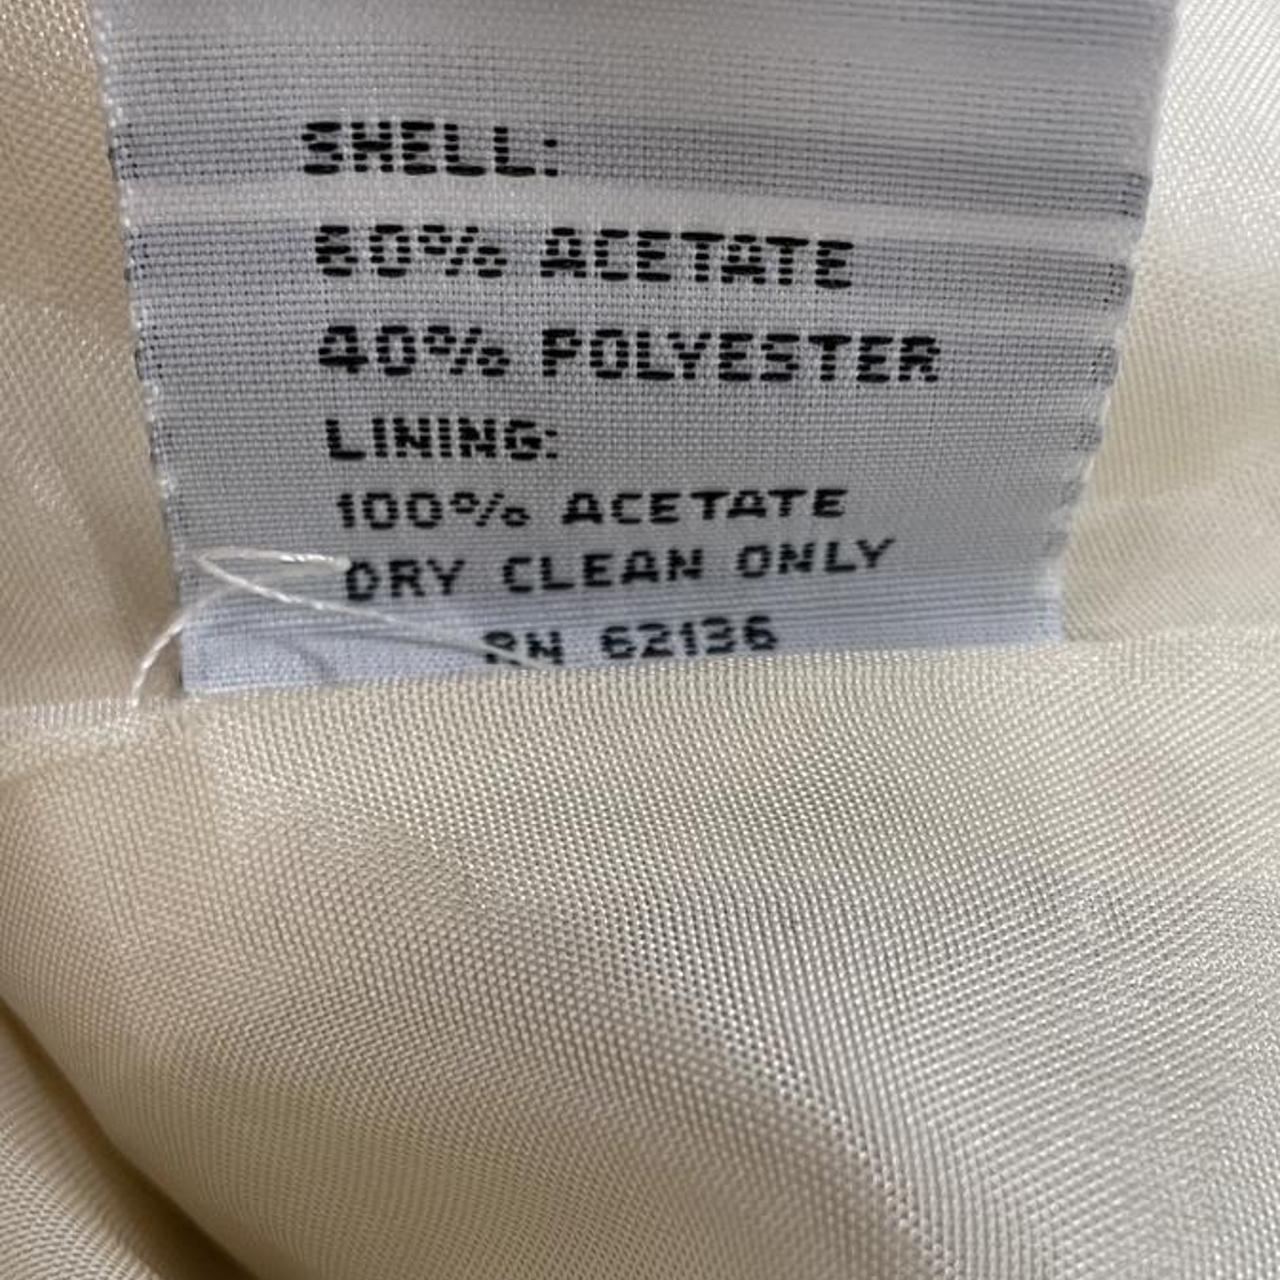 SHELL:
60% ACETATE
40% POLYESTER
LINING:
100% ACETATE
DRY CLEAN ONLY
RN 62136